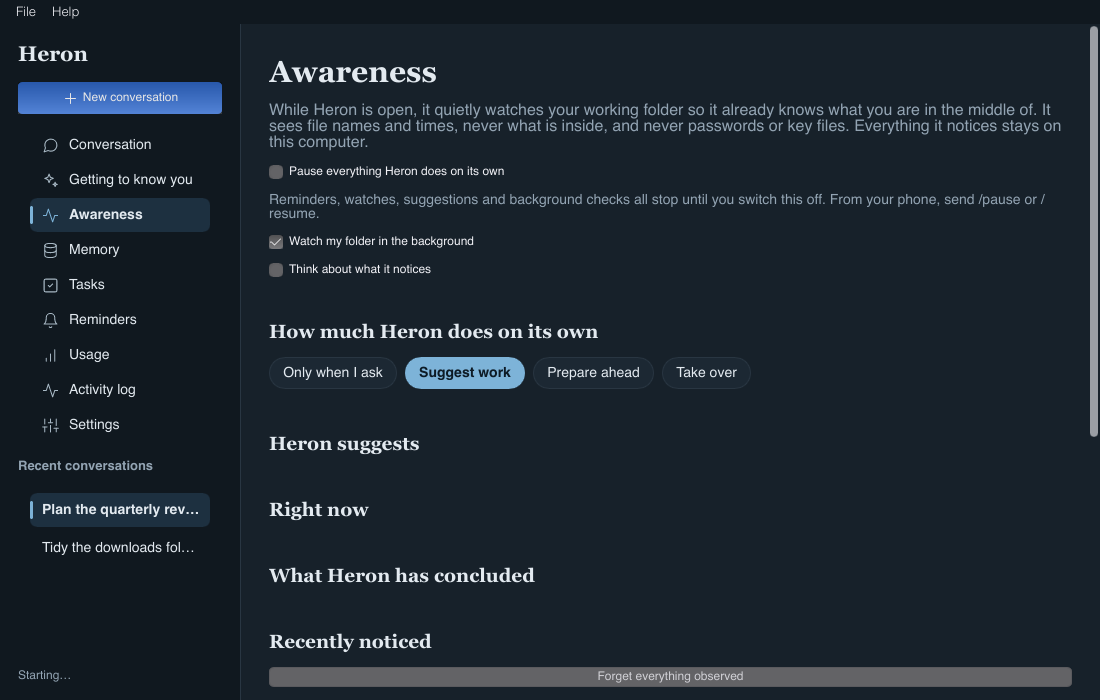 File Help
Heron
New conversation
Conversation
Getting to know you
Awareness
Memory
Tasks
Reminders
Usage
Activity log
Settings
Recent conversations
Plan the quarterly rev…
Tidy the downloads fol…
Starting…
Awareness
While Heron is open, it quietly watches your working folder so it already knows what you are in the middle of. It
sees file names and times, never what is inside, and never passwords or key files. Everything it notices stays on
this computer.
Pause everything Heron does on its own
Reminders, watches, suggestions and background checks all stop until you switch this off. From your phone, send /pause or /
resume.
Watch my folder in the background
Think about what it notices
How much Heron does on its own
Only when I ask Suggest work Prepare ahead Take over
Heron suggests
Right now
What Heron has concluded
Recently noticed
Forget everything observed